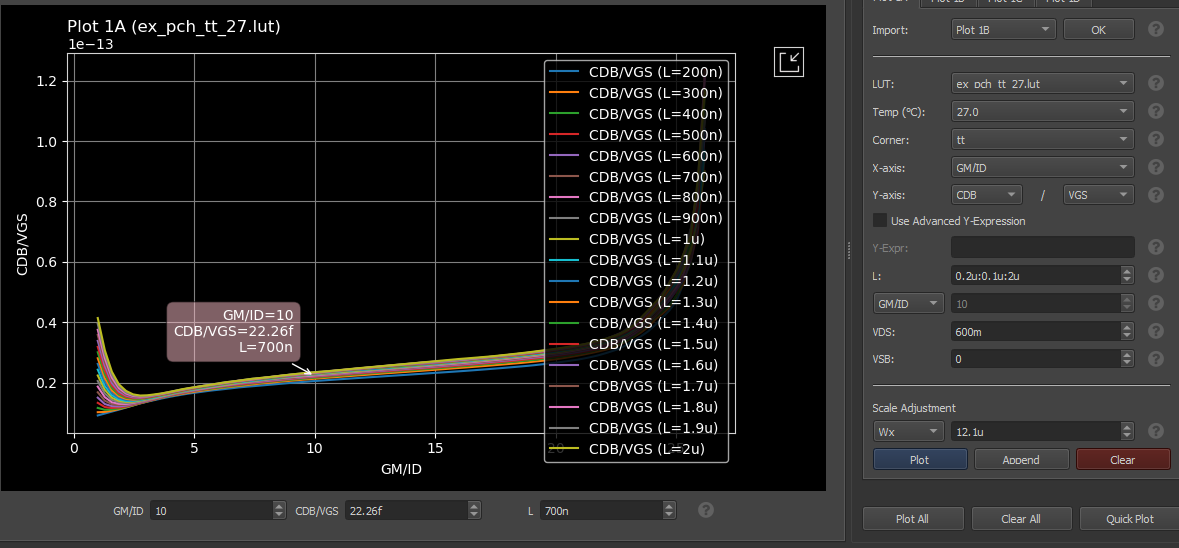 Plot 1A (ex_pch_tt_27.lut)
1e−13
1.2
1.0
0.8
0.6
0.4
0.2
CDB/VGS
0
5
10
15
20
GM/ID
GM/ID=10
CDB/VGS=22.26f
L=700n
CDB/VGS (L=200n)
CDB/VGS (L=300n)
CDB/VGS (L=400n)
CDB/VGS (L=500n)
CDB/VGS (L=600n)
CDB/VGS (L=700n)
CDB/VGS (L=800n)
CDB/VGS (L=900n)
CDB/VGS (L=1u)
CDB/VGS (L=1.1u)
CDB/VGS (L=1.2u)
CDB/VGS (L=1.3u)
CDB/VGS (L=1.4u)
CDB/VGS (L=1.5u)
CDB/VGS (L=1.6u)
CDB/VGS (L=1.7u)
CDB/VGS (L=1.8u)
CDB/VGS (L=1.9u)
CDB/VGS (L=2u)
GM/ID 10 CDB/VGS 22.26f L 700n ?
Import: Plot 1B OK ?
LUT: ex_pch_tt_27.lut ?
Temp (°C): 27.0 ?
Corner: tt ?
X-axis: GM/ID ?
Y-axis: CDB / VGS ?
Use Advanced Y-Expression
Y-Expr: ?
L: 0.2u:0.1u:2u ?
GM/ID 10 ?
VDS: 600m ?
VSB: 0 ?
Scale Adjustment
Wx 12.1u ?
Plot Append Clear
Plot All Clear All Quick Plot